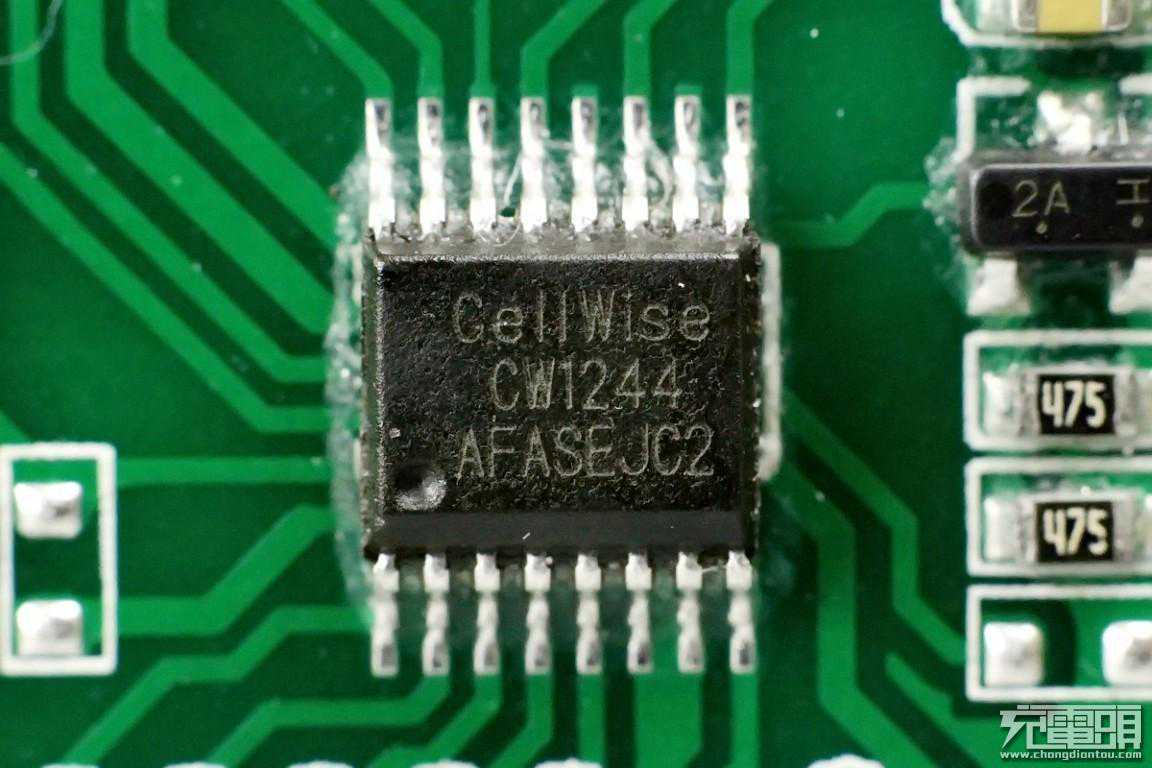 CellWise
CW1244
AFASEJC2
2A
475
475
充電頭
www.chongdiantou.com